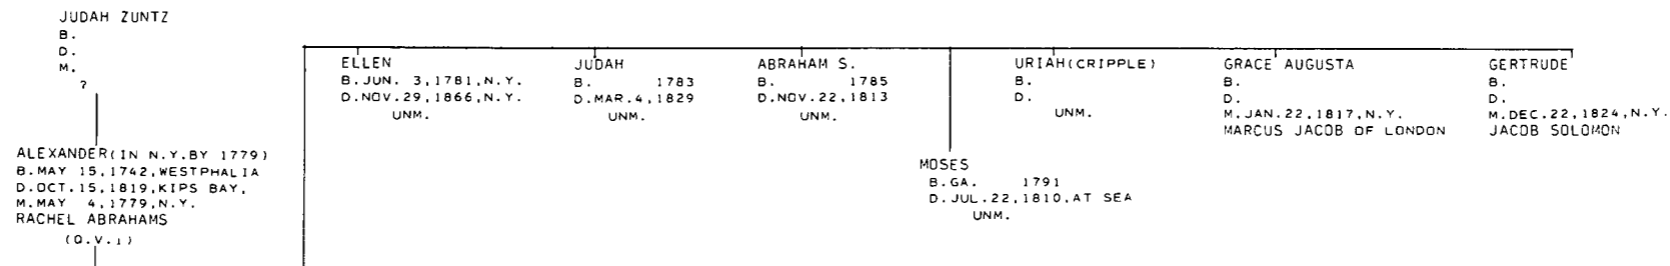 JUDAH ZUNTZ
B.
D.
M.
?
ALEXANDER(IN N.Y.BY 1779)
B.MAY 15,1742,WESTPHALIA
D.OCT.15,1819,KIPS BAY,
M.MAY 4,1779,N.Y.
RACHEL ABRAHAMS
(Q.V.1)
ELLEN
B.JUN. 3,1781,N.Y.
D.NOV.29,1866,N.Y.
UNM.
JUDAH
B. 1783
D.MAR.4,1829
UNM.
ABRAHAM S.
B. 1785
D.NOV.22,1813
UNM.
MOSES
B.GA. 1791
D.JUL.22,1810,AT SEA
UNM.
URIAH(CRIPPLE)
B.
D.
UNM.
GRACE AUGUSTA
B.
D.
M.JAN.22,1817,N.Y.
MARCUS JACOB OF LONDON
GERTRUDE
B.
D.
M.DEC.22,1824,N.Y.
JACOB SOLOMON